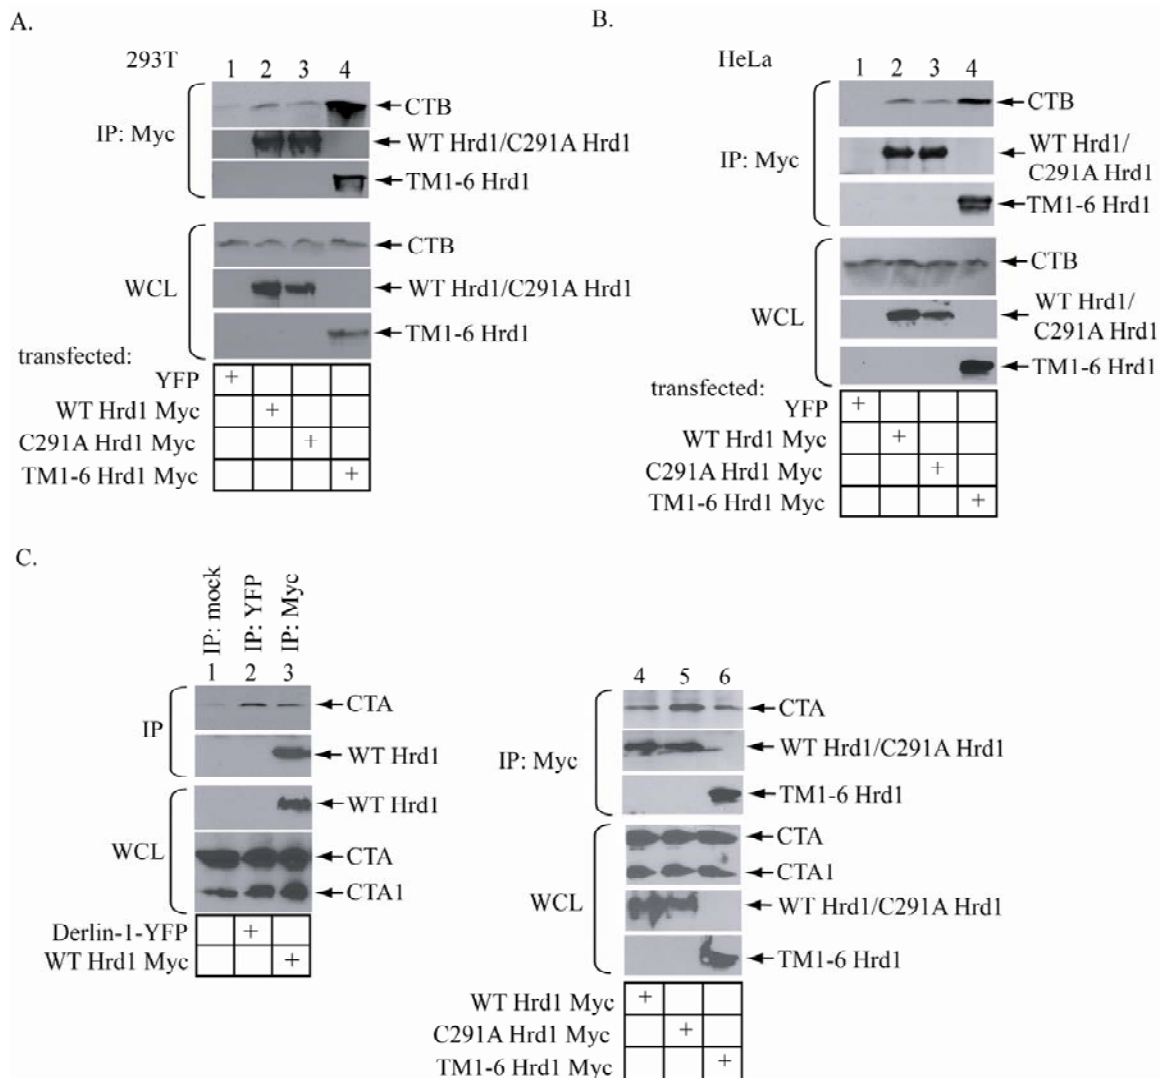 A.
293T
1 2 3 4
IP: Myc
CTB
WT Hrd1/C291A Hrd1
TM1-6 Hrd1
WCL
CTB
WT Hrd1/C291A Hrd1
TM1-6 Hrd1
transfected:
YFP +
WT Hrd1 Myc +
C291A Hrd1 Myc +
TM1-6 Hrd1 Myc +
B.
HeLa
1 2 3 4
IP: Myc
CTB
WT Hrd1/
C291A Hrd1
TM1-6 Hrd1
WCL
CTB
WT Hrd1/
C291A Hrd1
TM1-6 Hrd1
transfected:
YFP +
WT Hrd1 Myc +
C291A Hrd1 Myc +
TM1-6 Hrd1 Myc +
C.
IP: mock
IP: YFP
IP: Myc
1 2 3
IP
CTA
WT Hrd1
WCL
WT Hrd1
CTA
CTA1
Derlin-1-YFP +
WT Hrd1 Myc +
4 5 6
IP: Myc
CTA
WT Hrd1/C291A Hrd1
TM1-6 Hrd1
WCL
CTA
CTA1
WT Hrd1/C291A Hrd1
TM1-6 Hrd1
WT Hrd1 Myc +
C291A Hrd1 Myc +
TM1-6 Hrd1 Myc +